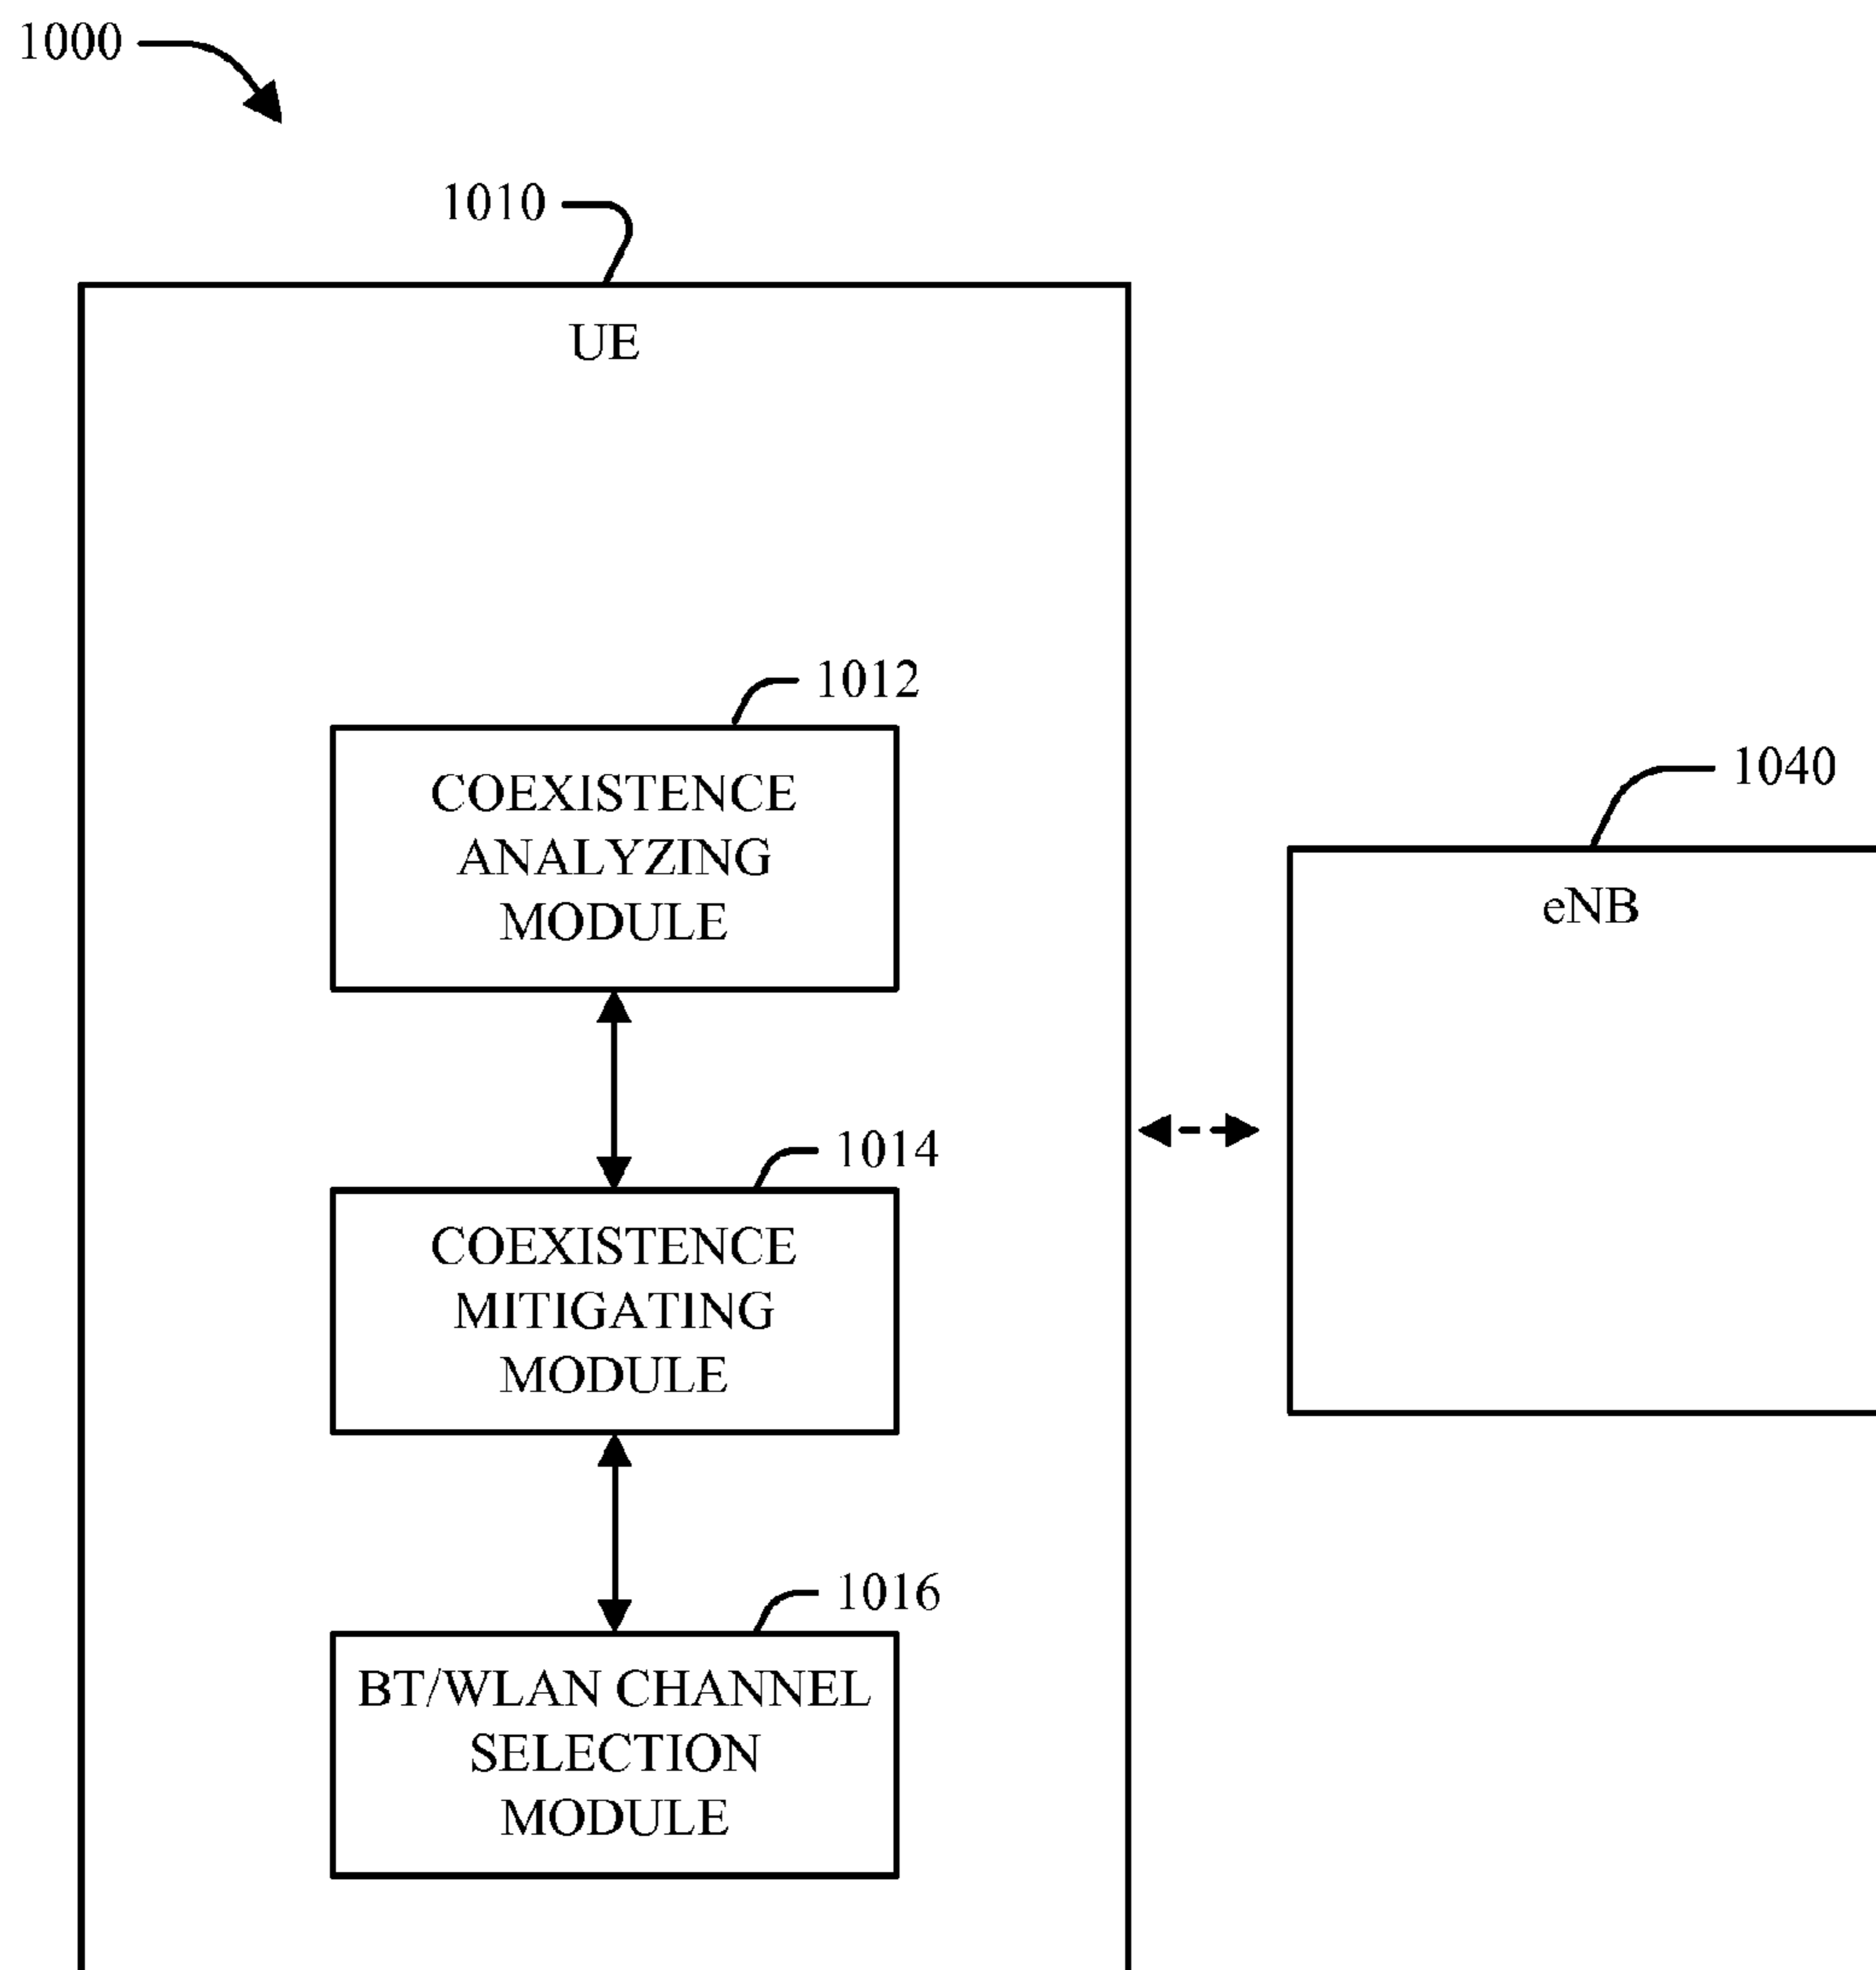 1000
1010
UE
1012
COEXISTENCE
ANALYZING
MODULE
1040
eNB
1014
COEXISTENCE
MITIGATING
MODULE
1016
BT/WLAN CHANNEL
SELECTION
MODULE